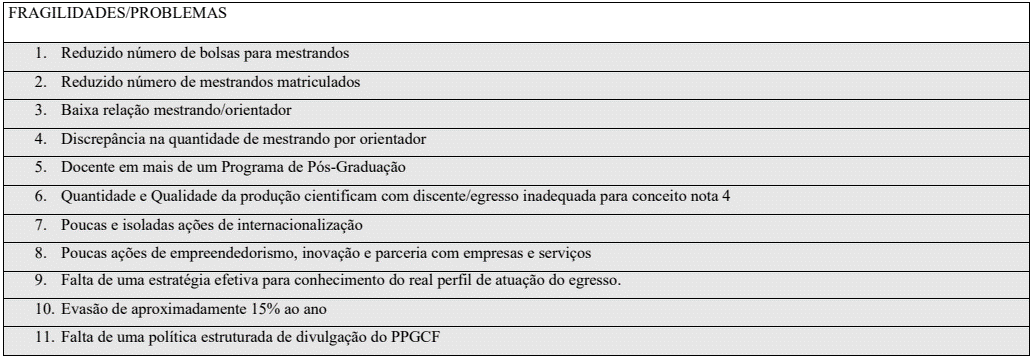 FRAGILIDADES/PROBLEMAS
1. Reduzido número de bolsas para mestrandos
2. Reduzido número de mestrandos matriculados
3. Baixa relação mestrando/orientador
4. Discrepância na quantidade de mestrando por orientador
5. Docente em mais de um Programa de Pós-Graduação
6. Quantidade e Qualidade da produção cientificam com discente/egresso inadequada para conceito nota 4
7. Poucas e isoladas ações de internacionalização
8. Poucas ações de empreendedorismo, inovação e parceria com empresas e serviços
9. Falta de uma estratégia efetiva para conhecimento do real perfil de atuação do egresso.
10. Evasão de aproximadamente 15% ao ano
11. Falta de uma política estruturada de divulgação do PPGCF